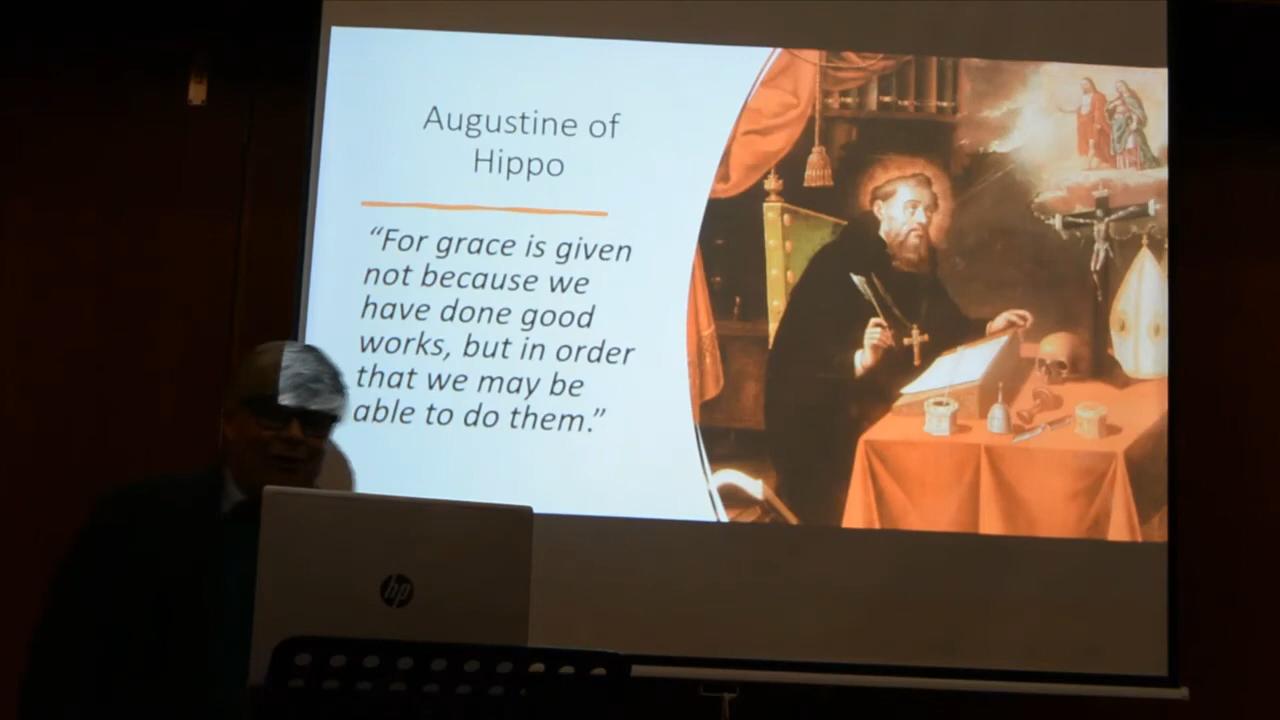 Augustine of
Hippo
“For grace is given
not because we
have done good
works, but in order
that we may be
able to do them.”
hp